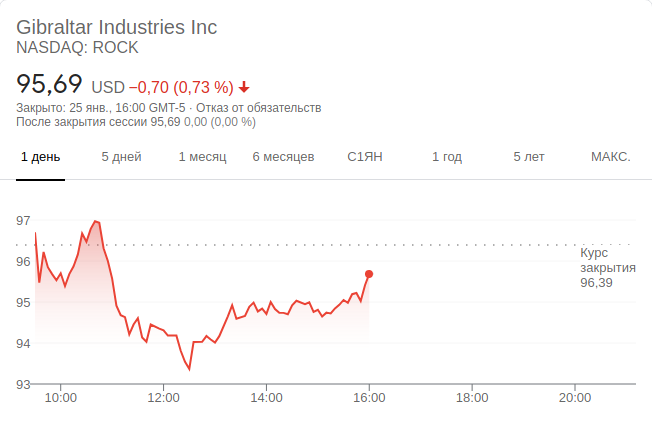 Gibraltar Industries Inc
NASDAQ: ROCK
95,69 USD −0,70 (0,73 %)
Закрыто: 25 янв., 16:00 GMT-5 · Отказ от обязательств
После закрытия сессии 95,69 0,00 (0,00 %)
1 день 5 дней 1 месяц 6 месяцев С1ЯН 1 год 5 лет МАКС.
97
96
95
94
93
Курс
закрытия
96,39
10:00 12:00 14:00 16:00 18:00 20:00